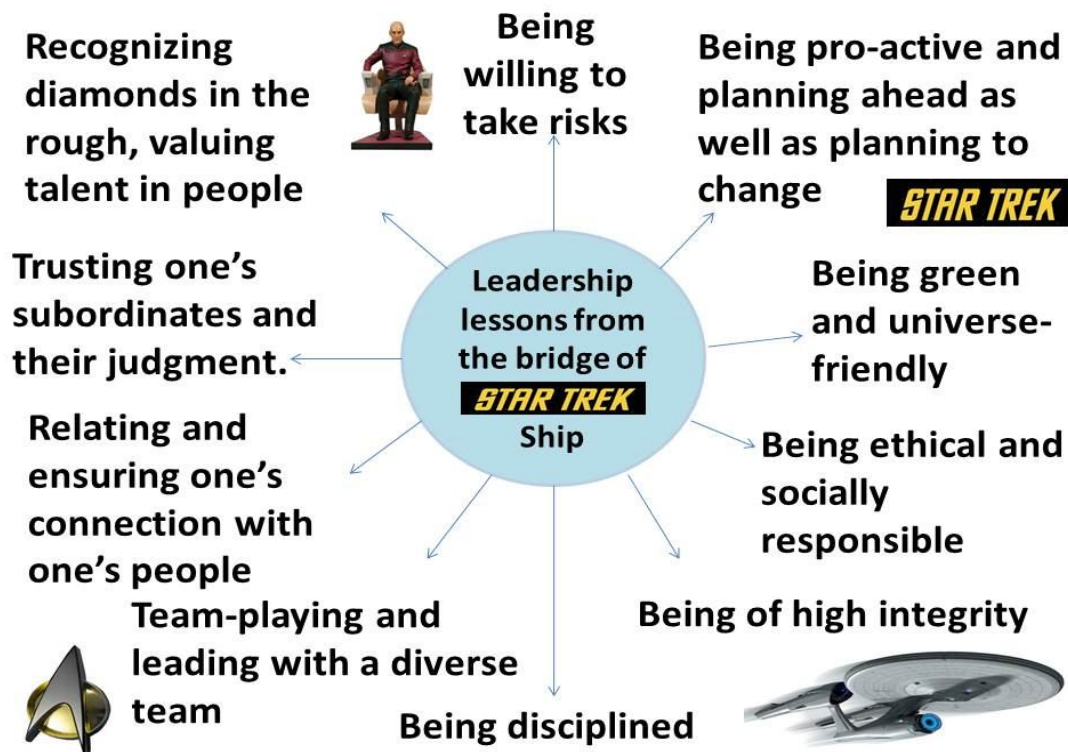 Recognizing
diamonds in the
rough, valuing
talent in people
Being
willing to
take risks
Being pro-active and
planning ahead as
well as planning to
change
STAR TREK
Trusting one's
subordinates and
their judgment.
Leadership
lessons from
the bridge of
STAR TREK
Ship
Being green
and universe-
friendly
Relating and
ensuring one's
connection with
one's people
Being ethical and
socially
responsible
Team-playing and
leading with a diverse
team
Being disciplined
Being of high integrity